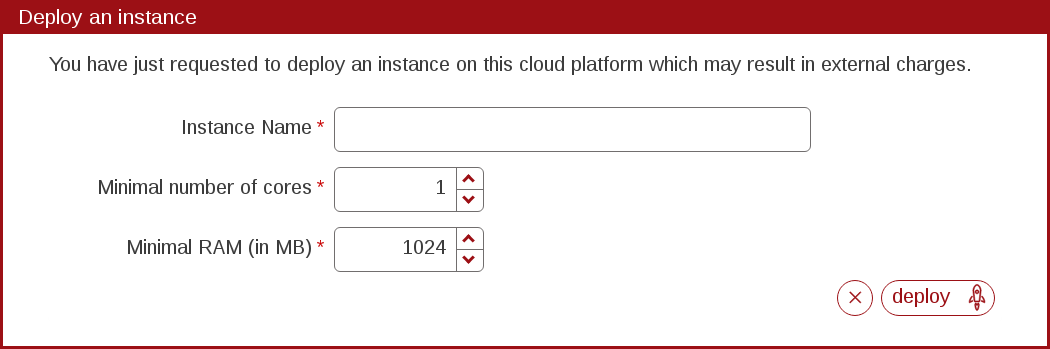 Deploy an instance
You have just requested to deploy an instance on this cloud platform which may result in external charges.
Instance Name *
Minimal number of cores * 1
Minimal RAM (in MB) * 1024
deploy